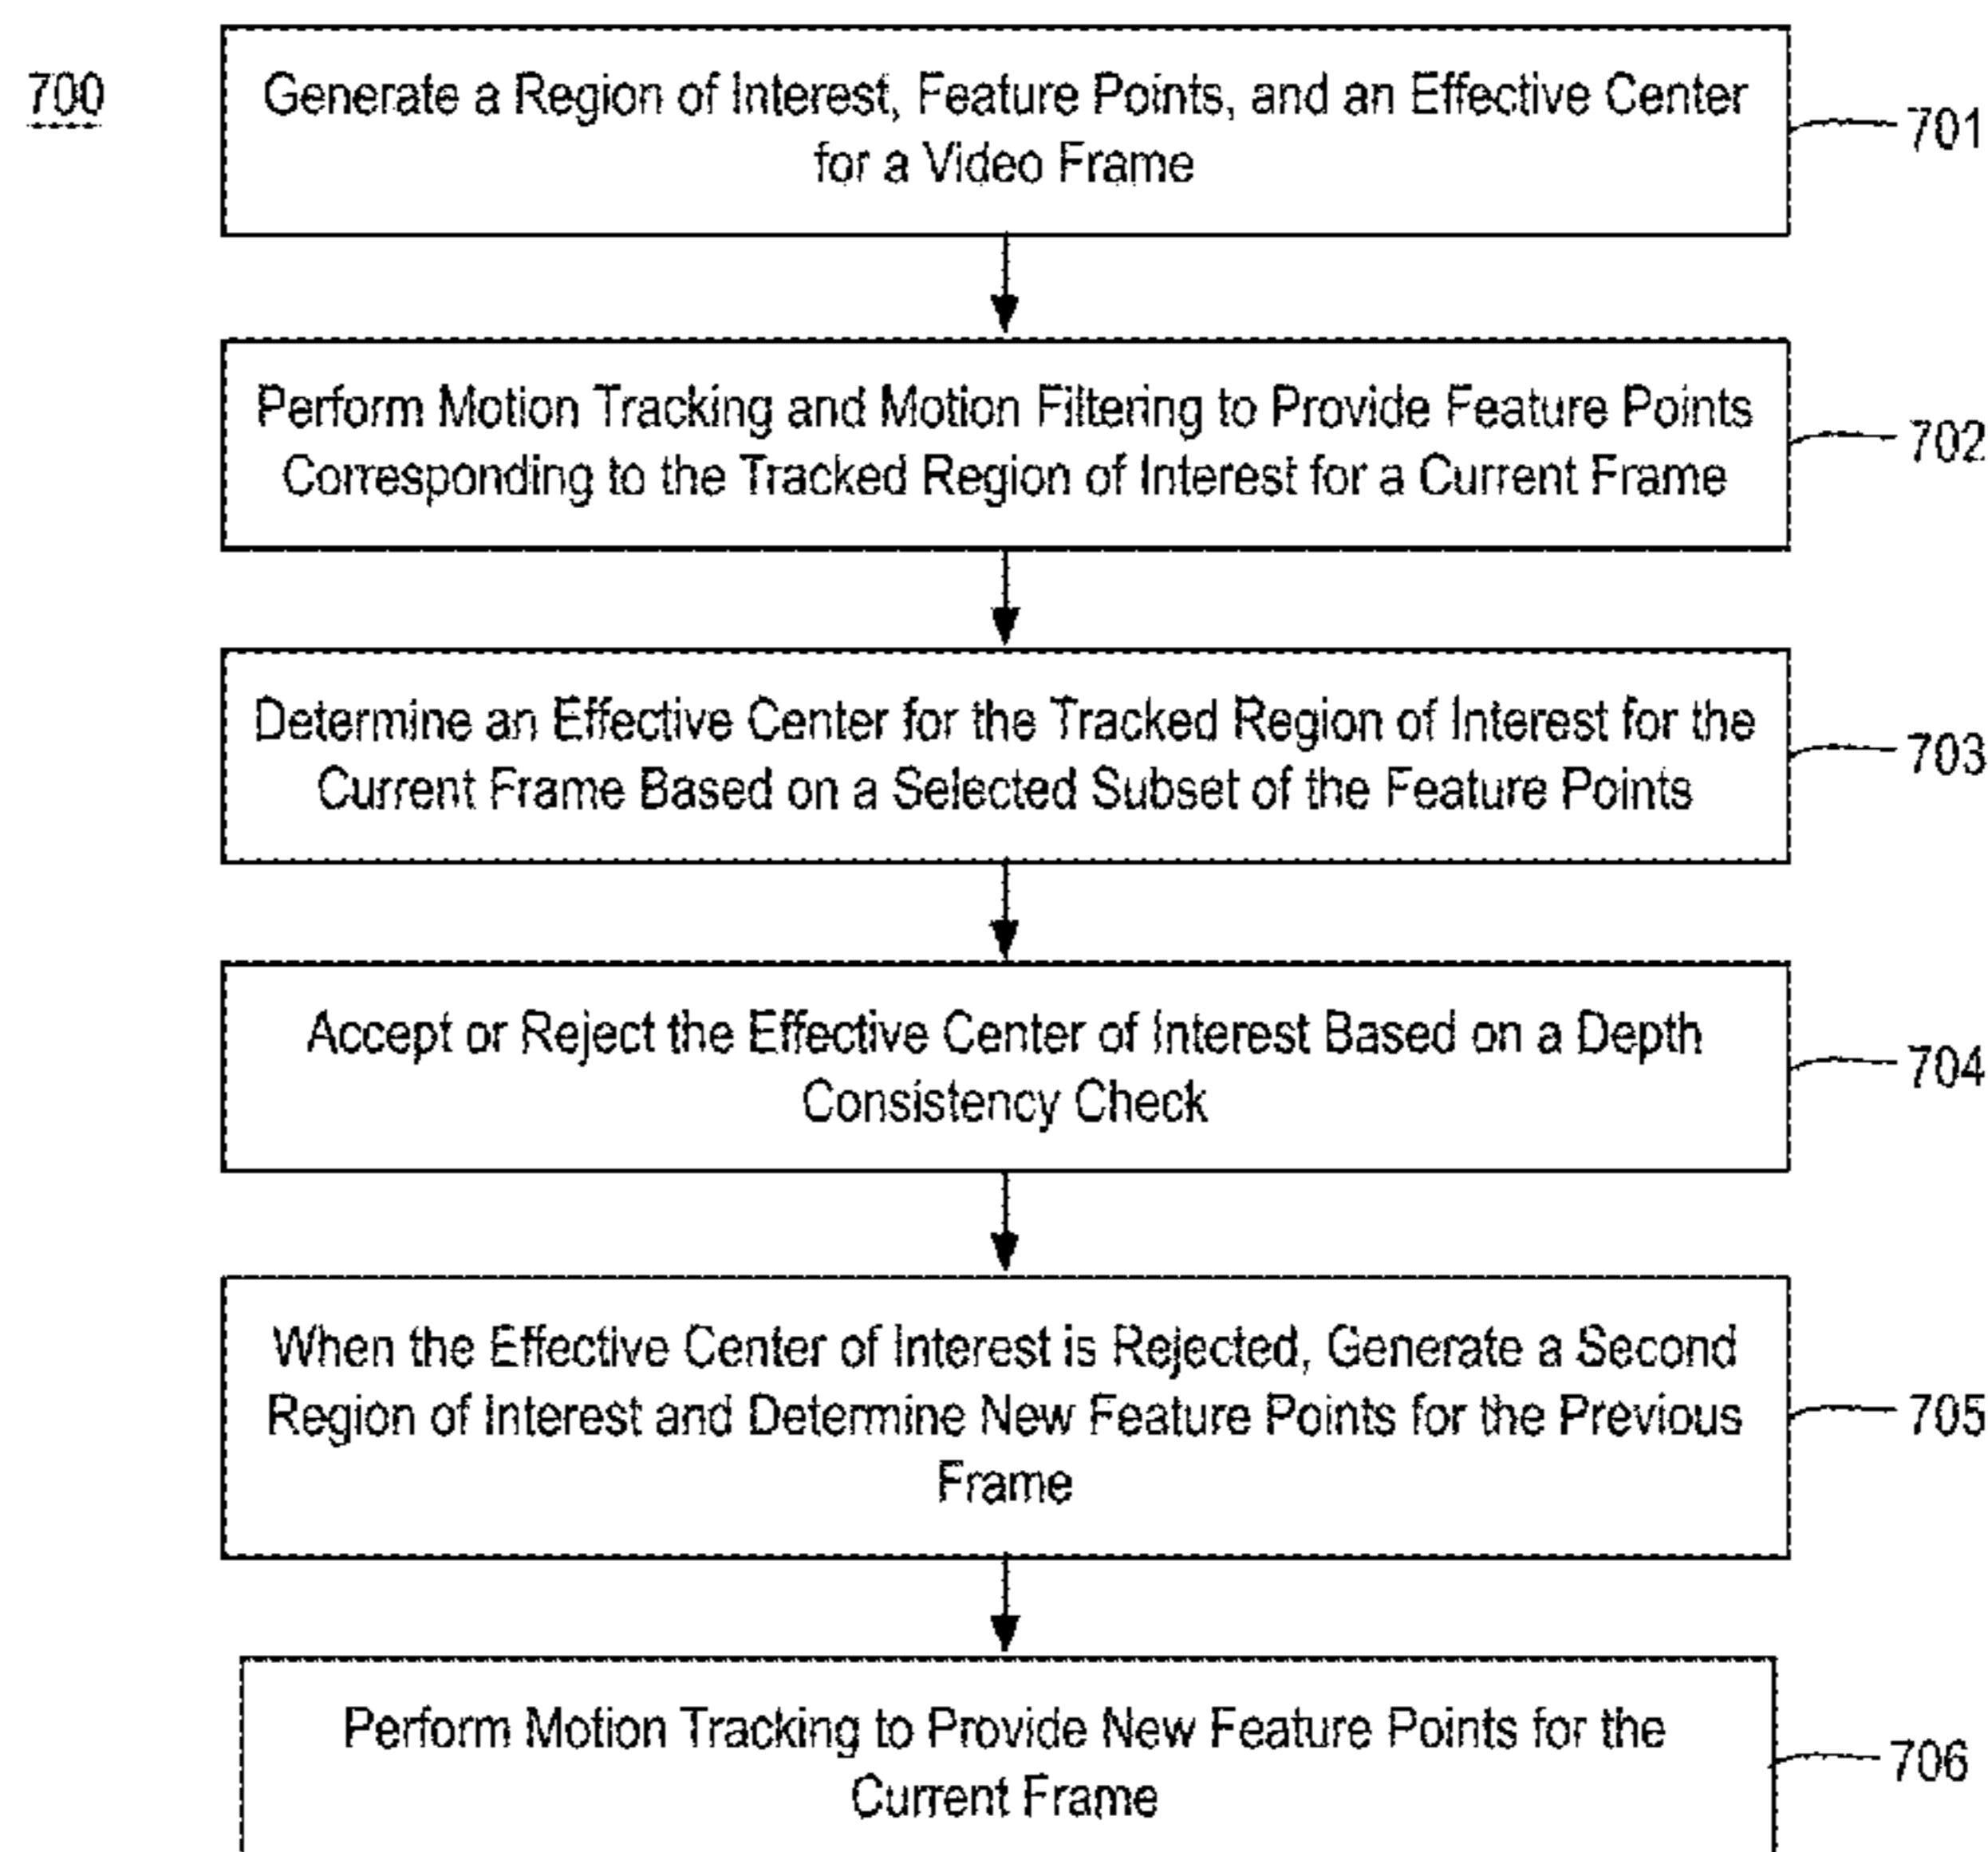 700
Generate a Region of Interest, Feature Points, and an Effective Center
for a Video Frame
701
Perform Motion Tracking and Motion Filtering to Provide Feature Points
Corresponding to the Tracked Region of Interest for a Current Frame
702
Determine an Effective Center for the Tracked Region of Interest for the
Current Frame Based on a Selected Subset of the Feature Points
703
Accept or Reject the Effective Center of Interest Based on a Depth
Consistency Check
704
When the Effective Center of Interest is Rejected, Generate a Second
Region of Interest and Determine New Feature Points for the Previous
Frame
705
Perform Motion Tracking to Provide New Feature Points for the
Current Frame
706